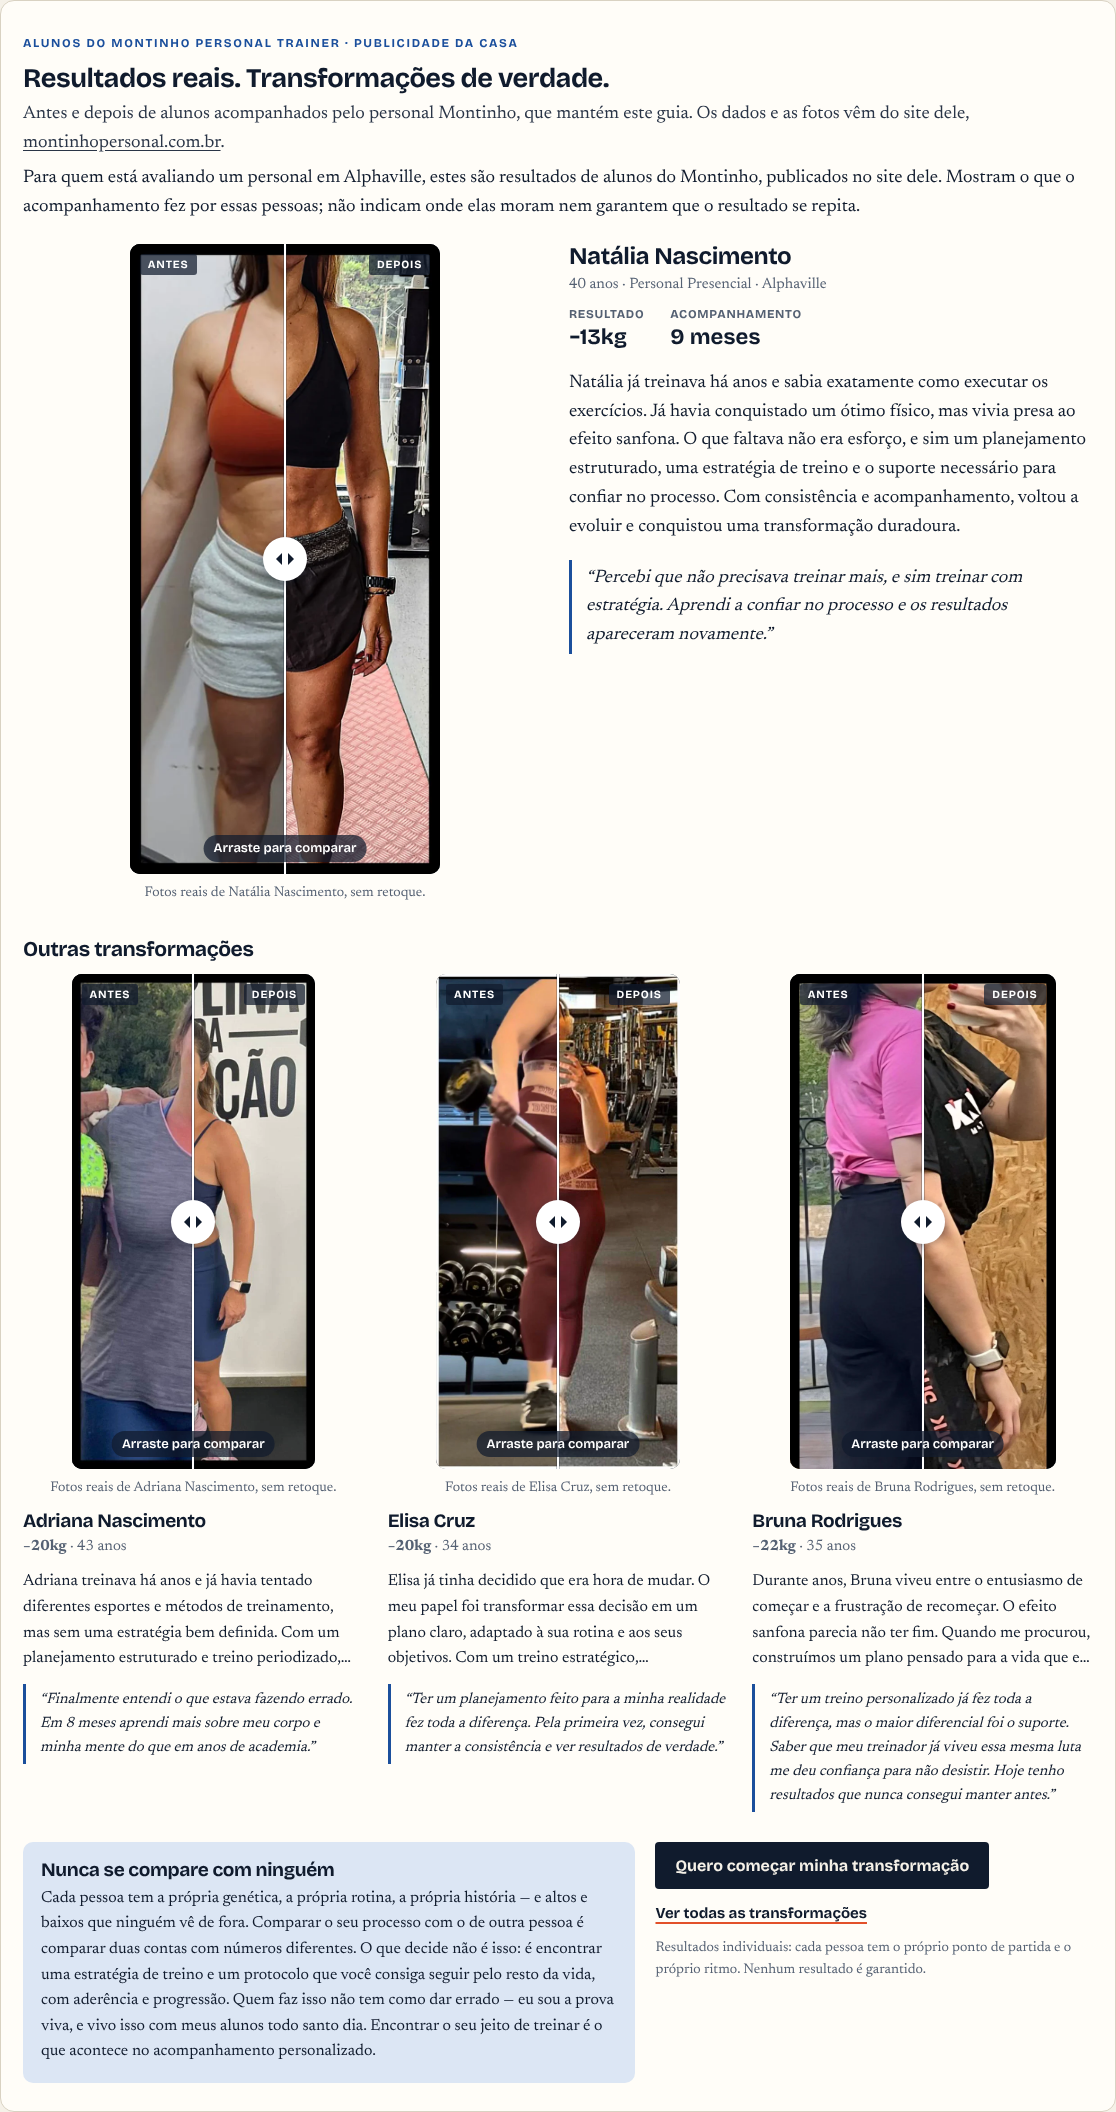 ALUNOS DO MONTINHO PERSONAL TRAINER · PUBLICIDADE DA CASA
Resultados reais. Transformações de verdade.
Antes e depois de alunos acompanhados pelo personal Montinho, que mantém este guia. Os dados e as fotos vêm do site dele,
montinhopersonal.com.br.
Para quem está avaliando um personal em Alphaville, estes são resultados de alunos do Montinho, publicados no site dele. Mostram o que o
acompanhamento fez por essas pessoas; não indicam onde elas moram nem garantem que o resultado se repita.
ANTES
DEPOIS
Arraste para comparar
Fotos reais de Natália Nascimento, sem retoque.
Natália Nascimento
40 anos · Personal Presencial · Alphaville
RESULTADO
ACOMPANHAMENTO
−13kg
9 meses
Natália já treinava há anos e sabia exatamente como executar os
exercícios. Já havia conquistado um ótimo físico, mas vivia presa ao
efeito sanfona. O que faltava não era esforço, e sim um planejamento
estruturado, uma estratégia de treino e o suporte necessário para
confiar no processo. Com consistência e acompanhamento, voltou a
evoluir e conquistou uma transformação duradoura.
“Percebi que não precisava treinar mais, e sim treinar com
estratégia. Aprendi a confiar no processo e os resultados
apareceram novamente.”
Outras transformações
ANTES
DEPOIS
ÇÃO
Arraste para comparar
Fotos reais de Adriana Nascimento, sem retoque.
Adriana Nascimento
−20kg · 43 anos
Adriana treinava há anos e já havia tentado
diferentes esportes e métodos de treinamento,
mas sem uma estratégia bem definida. Com um
planejamento estruturado e treino periodizado,...
“Finalmente entendi o que estava fazendo errado.
Em 8 meses aprendi mais sobre meu corpo e
minha mente do que em anos de academia.”
ANTES
DEPOIS
Arraste para comparar
Fotos reais de Elisa Cruz, sem retoque.
Elisa Cruz
−20kg · 34 anos
Elisa já tinha decidido que era hora de mudar. O
meu papel foi transformar essa decisão em um
plano claro, adaptado à sua rotina e aos seus
objetivos. Com um treino estratégico,...
“Ter um planejamento feito para a minha realidade
fez toda a diferença. Pela primeira vez, consegui
manter a consistência e ver resultados de verdade.”
ANTES
DEPOIS
Arraste para comparar
Fotos reais de Bruna Rodrigues, sem retoque.
Bruna Rodrigues
−22kg · 35 anos
Durante anos, Bruna viveu entre o entusiasmo de
começar e a frustração de recomeçar. O efeito
sanfona parecia não ter fim. Quando me procurou,
construímos um plano pensado para a vida que e...
“Ter um treino personalizado já fez toda a
diferença, mas o maior diferencial foi o suporte.
Saber que meu treinador já viveu essa mesma luta
me deu confiança para não desistir. Hoje tenho
resultados que nunca consegui manter antes.”
Nunca se compare com ninguém
Cada pessoa tem a própria genética, a própria rotina, a própria história — e altos e
baixos que ninguém vê de fora. Comparar o seu processo com o de outra pessoa é
comparar duas contas com números diferentes. O que decide não é isso: é encontrar
uma estratégia de treino e um protocolo que você consiga seguir pelo resto da vida,
com aderência e progressão. Quem faz isso não tem como dar errado — eu sou a prova
viva, e vivo isso com meus alunos todo santo dia. Encontrar o seu jeito de treinar é o
que acontece no acompanhamento personalizado.
Quero começar minha transformação
Ver todas as transformações
Resultados individuais: cada pessoa tem o próprio ponto de partida e o
próprio ritmo. Nenhum resultado é garantido.